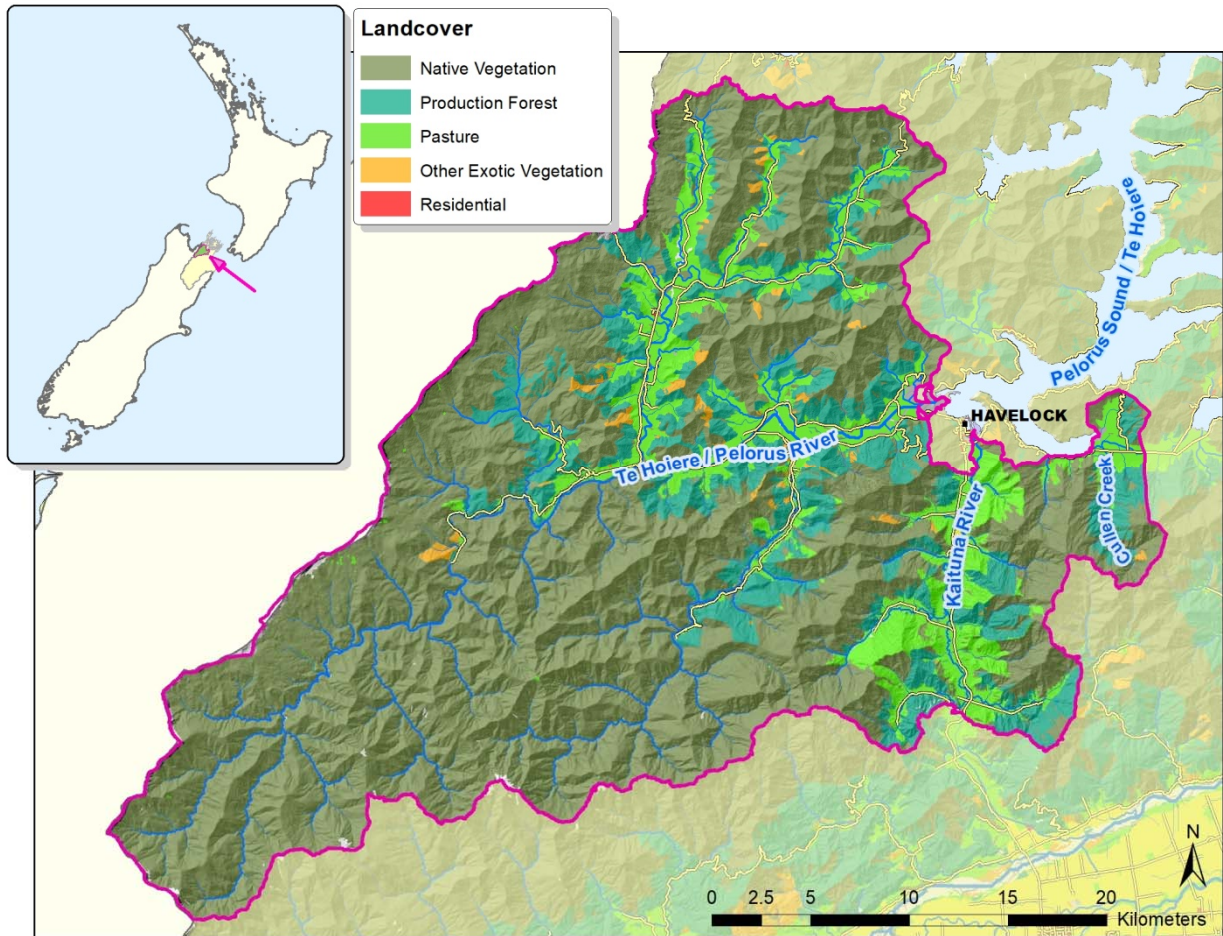 Landcover
Native Vegetation
Production Forest
Pasture
Other Exotic Vegetation
Residential
Pelorus Sound / Te Hoiere
HAVELOCK
Te Hoiere / Pelorus River
Kaituna River
Cullen Creek
N
0 2.5 5 10 15 20
Kilometers